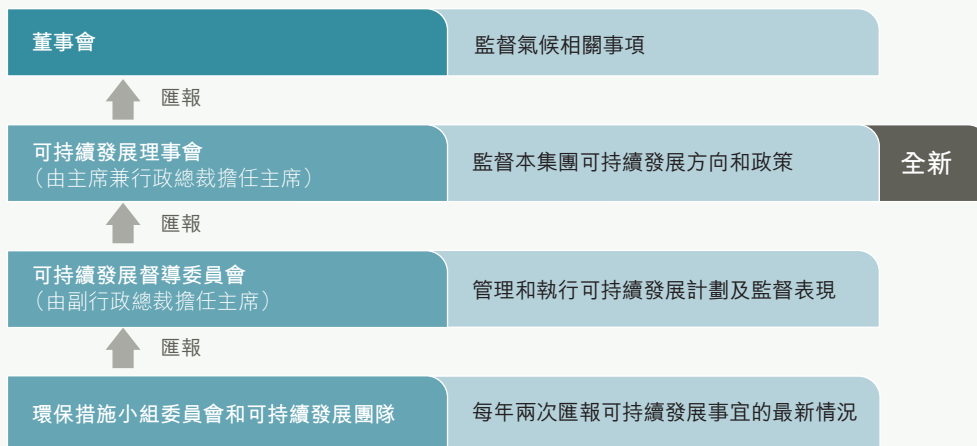 董事會
監督氣候相關事項
匯報
可持續發展理事會
（由主席兼行政總裁擔任主席）
監督本集團可持續發展方向和政策
全新
匯報
可持續發展督導委員會
（由副行政總裁擔任主席）
管理和執行可持續發展計劃及監督表現
匯報
環保措施小組委員會和可持續發展團隊
每年兩次匯報可持續發展事宜的最新情況